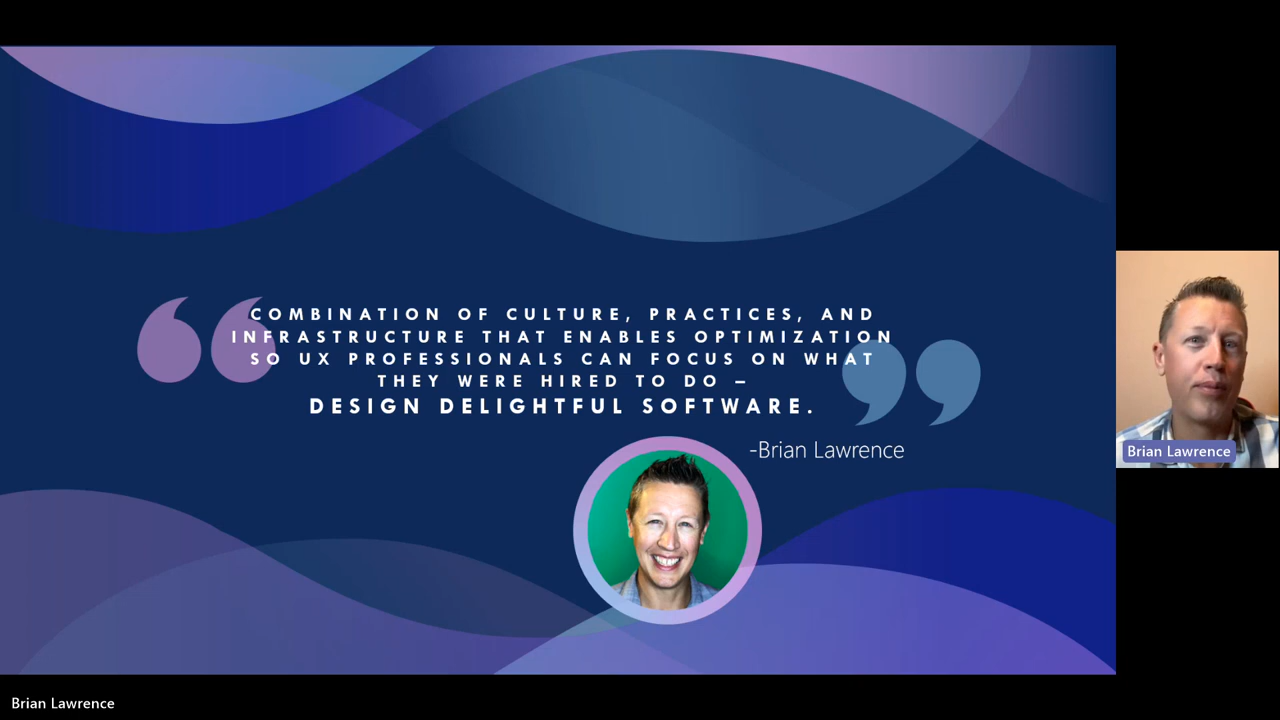 COMBINATION OF CULTURE, PRACTICES, AND
INFRASTRUCTURE THAT ENABLES OPTIMIZATION
SO UX PROFESSIONALS CAN FOCUS ON WHAT
THEY WERE HIRED TO DO –
DESIGN DELIGHTFUL SOFTWARE.
-Brian Lawrence
Brian Lawrence
Brian Lawrence